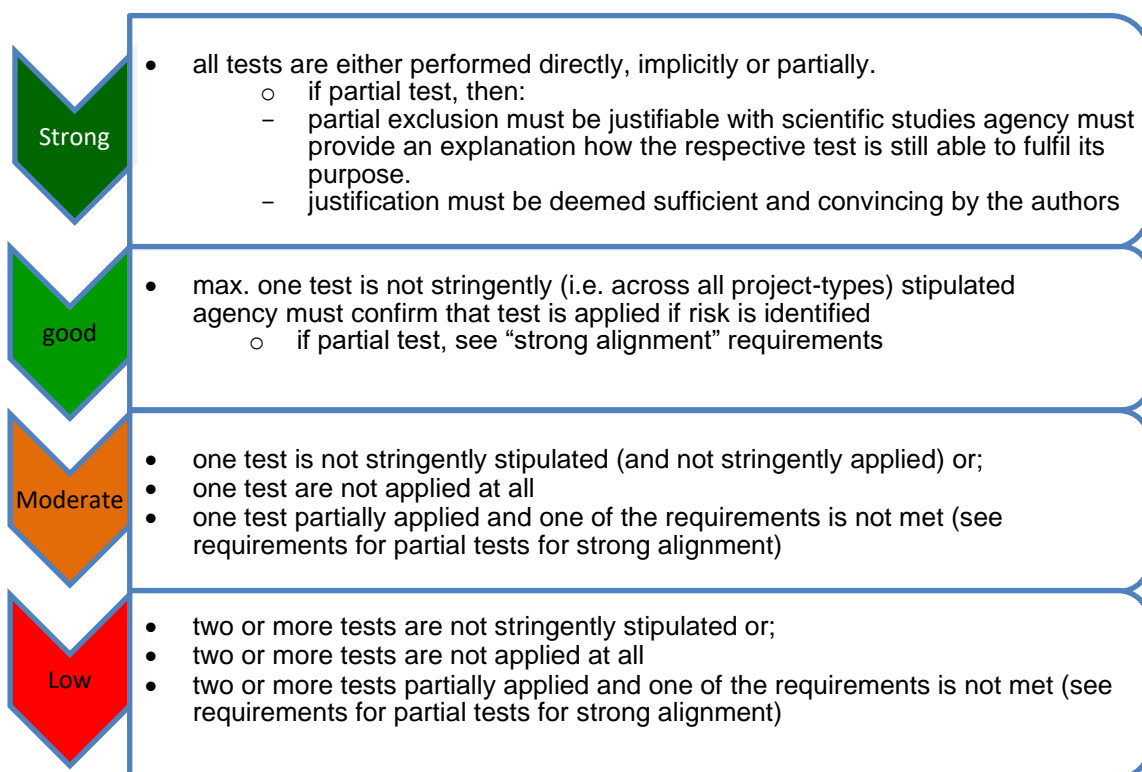 Strong
• all tests are either performed directly, implicitly or partially.
o if partial test, then:
- partial exclusion must be justifiable with scientific studies agency must
provide an explanation how the respective test is still able to fulfil its
purpose.
- justification must be deemed sufficient and convincing by the authors
good
• max. one test is not stringently (i.e. across all project-types) stipulated
agency must confirm that test is applied if risk is identified
o if partial test, see “strong alignment” requirements
Moderate
• one test is not stringently stipulated (and not stringently applied) or;
• one test are not applied at all
• one test partially applied and one of the requirements is not met (see
requirements for partial tests for strong alignment)
Low
• two or more tests are not stringently stipulated or;
• two or more tests are not applied at all
• two or more tests partially applied and one of the requirements is not met (see
requirements for partial tests for strong alignment)